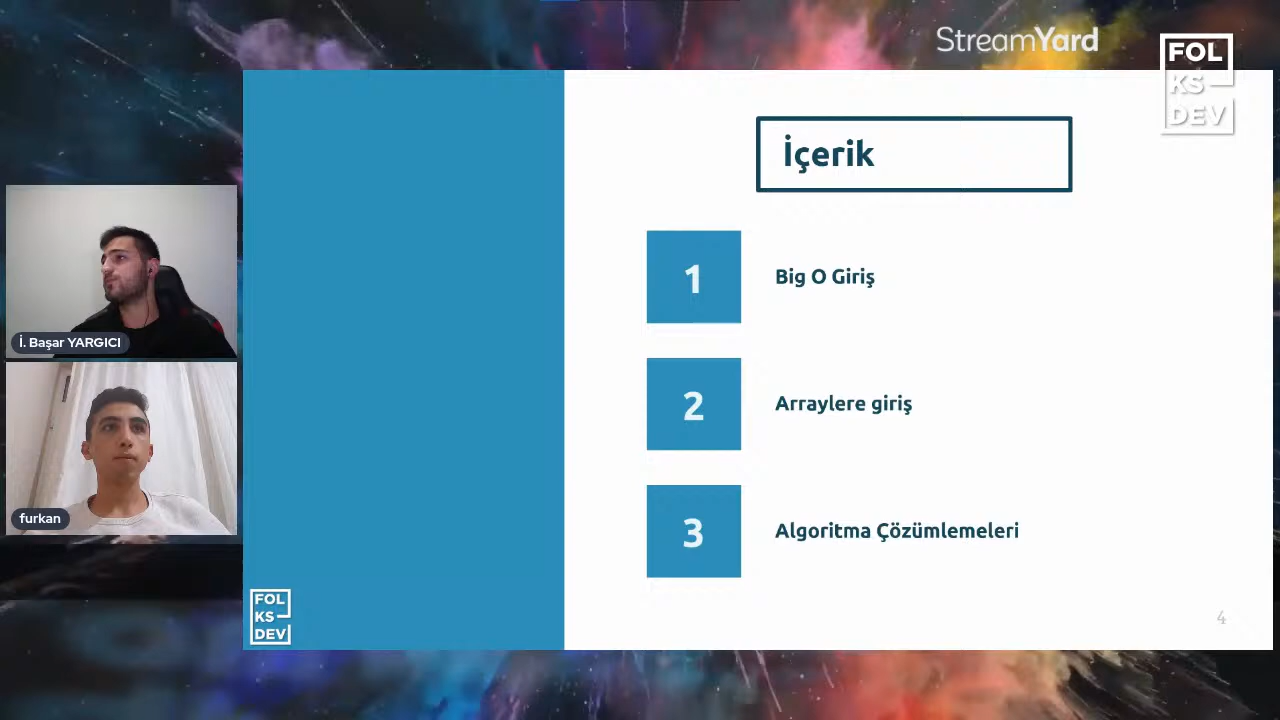 StreamYard
FOL
KS
DEV
İçerik
1
Big O Giriş
2
Arraylere giriş
3
Algoritma Çözümlemeleri
İ. Başar YARGICI
furkan
FOL
KS
DEV
4